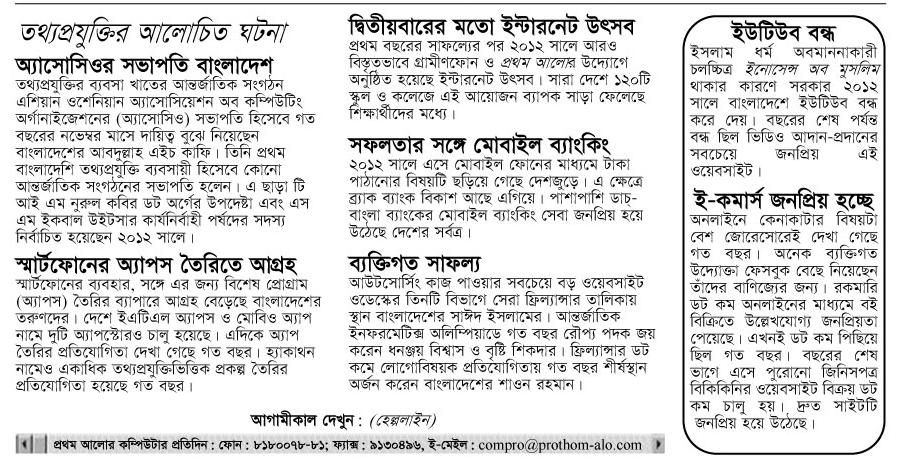 তথ্যপ্রযুক্তির আলোচিত ঘটনা
অ্যাসোসিওর সভাপতি বাংলাদেশ
তথ্যপ্রযুক্তির ব্যবসা খাতের আন্তর্জাতিক সংগঠন
এশিয়ান ওশেনিয়ান অ্যাসোসিয়েশন অব কম্পিউটিং
অর্গানাইজেশনের (অ্যাসোসিও) সভাপতি হিসেবে গত
বছরের নভেম্বর মাসে দায়িত্ব বুঝে নিয়েছেন
বাংলাদেশের আবদুল্লাহ এইচ কাফি। তিনি প্রথম
বাংলাদেশি তথ্যপ্রযুক্তি ব্যবসায়ী হিসেবে কোনো
আন্তর্জাতিক সংগঠনের সভাপতি হলেন। এ ছাড়া টি
আই এম নুরুল কবির ডট অর্গের উপদেষ্টা এবং এস
এম ইকবাল উইটসার কার্যনির্বাহী পর্ষদের সদস্য
নির্বাচিত হয়েছেন ২০১২ সালে।
স্মার্টফোনের অ্যাপস তৈরিতে আগ্রহ
স্মার্টফোনের ব্যবহার, সঙ্গে এর জন্য বিশেষ প্রোগ্রাম
(অ্যাপস) তৈরির ব্যাপারে আগ্রহ বেড়েছে বাংলাদেশের
তরুণদের। দেশে ইএটিএল অ্যাপস ও মোবিও অ্যাপ
নামে দুটি অ্যাপস্টোরও চালু হয়েছে। এদিকে অ্যাপ
তৈরির প্রতিযোগিতা দেখা গেছে গত বছর। হ্যাকাথন
নামেও একাধিক তথ্যপ্রযুক্তিভিত্তিক প্রকল্প তৈরির
প্রতিযোগিতা হয়েছে গত বছর।
দ্বিতীয়বারের মতো ইন্টারনেট উৎসব
প্রথম বছরের সাফল্যের পর ২০১২ সালে আরও
বিস্তৃতভাবে গ্রামীণফোন ও প্রথম আলোর উদ্যোগে
অনুষ্ঠিত হয়েছে ইন্টারনেট উৎসব। সারা দেশে ১২০টি
স্কুল ও কলেজে এই আয়োজন ব্যাপক সাড়া ফেলেছে
শিক্ষার্থীদের মধ্যে।
সফলতার সঙ্গে মোবাইল ব্যাংকিং
২০১২ সালে এসে মোবাইল ফোনের মাধ্যমে টাকা
পাঠানোর বিষয়টি ছড়িয়ে গেছে দেশজুড়ে। এ ক্ষেত্রে
ব্র্যাক ব্যাংক বিকাশ আছে এগিয়ে। পাশাপাশি ডাচ্-
বাংলা ব্যাংকের মোবাইল ব্যাংকিং সেবা জনপ্রিয় হয়ে
উঠেছে দেশের সর্বত্র।
ব্যক্তিগত সাফল্য
আউটসোর্সিং কাজ পাওয়ার সবচেয়ে বড় ওয়েবসাইট
ওডেস্কের তিনটি বিভাগে সেরা ফ্রিল্যান্সার তালিকায়
স্থান বাংলাদেশের সাঈদ ইসলামের। আন্তর্জাতিক
ইনফরমেটিক্স অলিম্পিয়াডে গত বছর রৌপ্য পদক জয়
করেন ধনঞ্জয় বিশ্বাস ও বৃষ্টি শিকদার। ফ্রিল্যান্সার ডট
কমে লোগোবিষয়ক প্রতিযোগিতায় গত বছর শীর্ষস্থান
অর্জন করেন বাংলাদেশের শাওন রহমান।
ইউটিউব বন্ধ
ইসলাম ধর্ম অবমাননাকারী
চলচ্চিত্র ইনোসেন্স অব মুসলিম
থাকার কারণে সরকার ২০১২
সালে বাংলাদেশে ইউটিউব বন্ধ
করে দেয়। বছরের শেষ পর্যন্ত
বন্ধ ছিল ভিডিও আদান-প্রদানের
সবচেয়ে জনপ্রিয় এই
ওয়েবসাইট।
ই-কমার্স জনপ্রিয় হচ্ছে
অনলাইনে কেনাকাটার বিষয়টা
বেশ জোরেসোরেই দেখা গেছে
গত বছর। অনেক ব্যক্তিগত
উদ্যোক্তা ফেসবুক বেছে নিয়েছেন
তাঁদের বাণিজ্যের জন্য। রকমারি
ডট কম অনলাইনের মাধ্যমে বই
বিক্রিতে উল্লেখযোগ্য জনপ্রিয়তা
পেয়েছে। এখনই ডট কম পিছিয়ে
ছিল গত বছর। বছরের শেষ
ভাগে এসে পুরোনো জিনিসপত্র
বিকিকিনির ওয়েবসাইট বিক্রয় ডট
কম চালু হয়। দ্রুত সাইটটি
জনপ্রিয় হয়ে উঠেছে।
আগামীকাল দেখুন : (হেল্পলাইন)
প্রথম আলোর কম্পিউটার প্রতিদিন : ফোন : ৮১৮০০৭৮-৮১; ফ্যাক্স : ৯১৩০৪৯৬, ই-মেইল : compro@prothom-alo.com